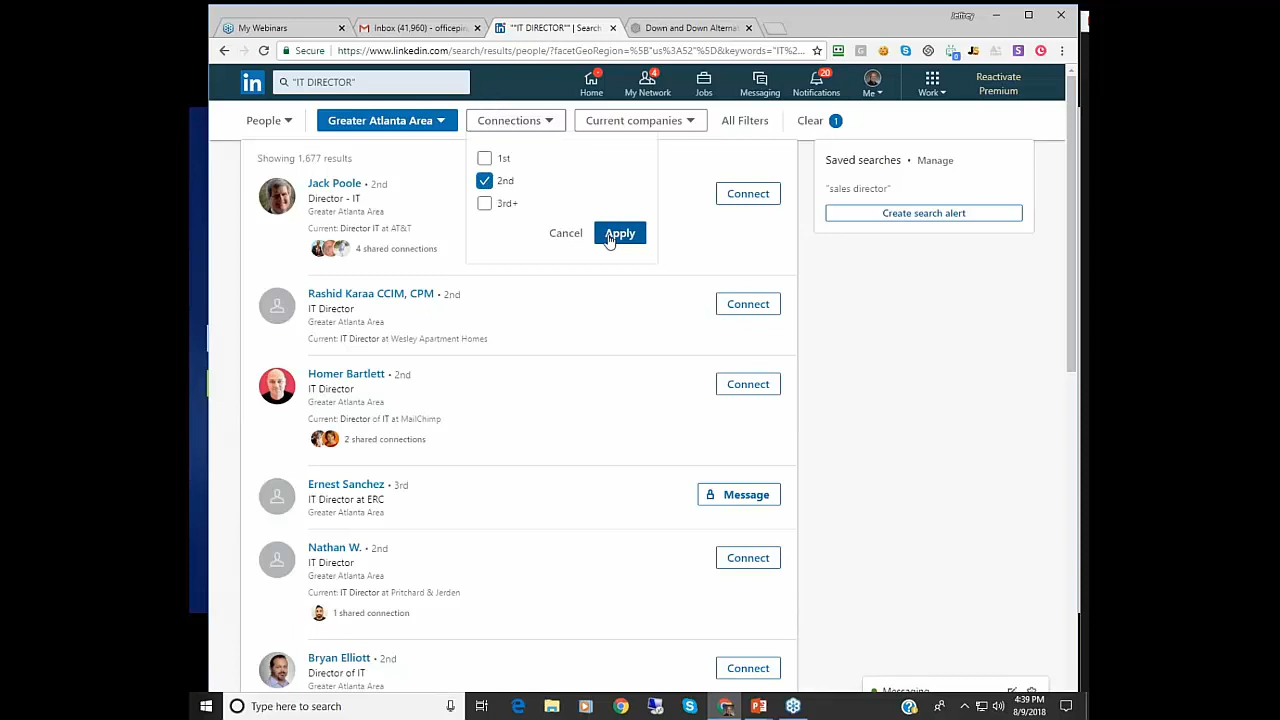 Jeffrey
My Webinars
Inbox (41,960) - officepi
"IT DIRECTOR" | Search
Down and Down Alterna
Secure
https://www.linkedin.com/search/results/people/?facetGeoRegion=%5B"us%3A52"%5D&keywords="IT%2...
in
"IT DIRECTOR"
Home
My Network
4
Jobs
Messaging
Notifications
20
Me
Work
Reactivate
Premium
People
Greater Atlanta Area
Connections
Current companies
All Filters
Clear 1
Showing 1,677 results
1st
2nd
3rd+
Cancel
Apply
Jack Poole • 2nd
Director - IT
Greater Atlanta Area
Current: Director IT at AT&T
4 shared connections
Connect
Rashid Karaa CCIM, CPM • 2nd
IT Director
Greater Atlanta Area
Current: IT Director at Wesley Apartment Homes
Connect
Homer Bartlett • 2nd
IT Director
Greater Atlanta Area
Current: Director of IT at MailChimp
2 shared connections
Connect
Ernest Sanchez • 3rd
IT Director at ERC
Greater Atlanta Area
Message
Nathan W. • 2nd
IT Director
Greater Atlanta Area
Current: IT Director at Pritchard & Jerden
1 shared connection
Connect
Bryan Elliott • 2nd
Director of IT
Greater Atlanta Area
Connect
Saved searches • Manage
"sales director"
Create search alert
Messaging
Type here to search
4:39 PM
8/9/2018